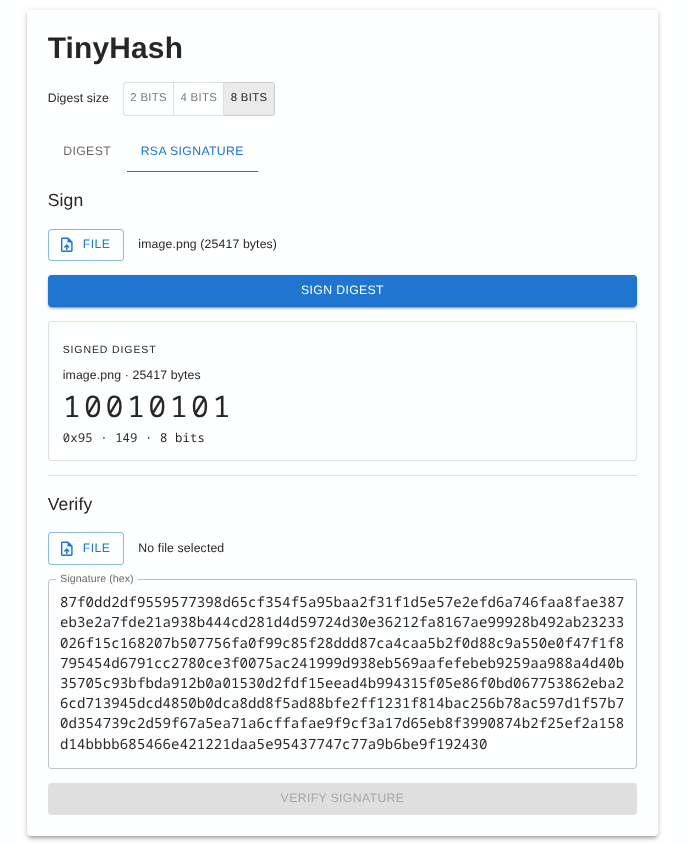 TinyHash
Digest size 2 BITS 4 BITS 8 BITS
DIGEST RSA SIGNATURE
Sign
FILE image.png (25417 bytes)
SIGN DIGEST
SIGNED DIGEST
image.png · 25417 bytes
10010101
0x95 · 149 · 8 bits
Verify
FILE No file selected
Signature (hex)
87f0dd2df9559577398d65cf354f5a95baa2f31f1d5e57e2efd6a746faa8fae387
eb3e2a7fde21a938b444cd281d4d59724d30e36212fa8167ae99928b492ab23233
026f15c168207b507756fa0f99c85f28ddd87ca4caa5b2f0d88c9a550e0f47f1f8
795454d6791cc2780ce3f0075ac241999d938eb569aafefebeb9259aa988a4d40b
35705c93bfbda912b0a01530d2fdf15eead4b994315f05e86f0bd067753862eba2
6cd713945dcd4850b0dca8dd8f5ad88bfe2ff1231f814bac256b78ac597d1f57b7
0d354739c2d59f67a5ea71a6cffafae9f9cf3a17d65eb8f3990874b2f25ef2a158
d14bbbb685466e421221daa5e95437747c77a9b6be9f192430
VERIFY SIGNATURE